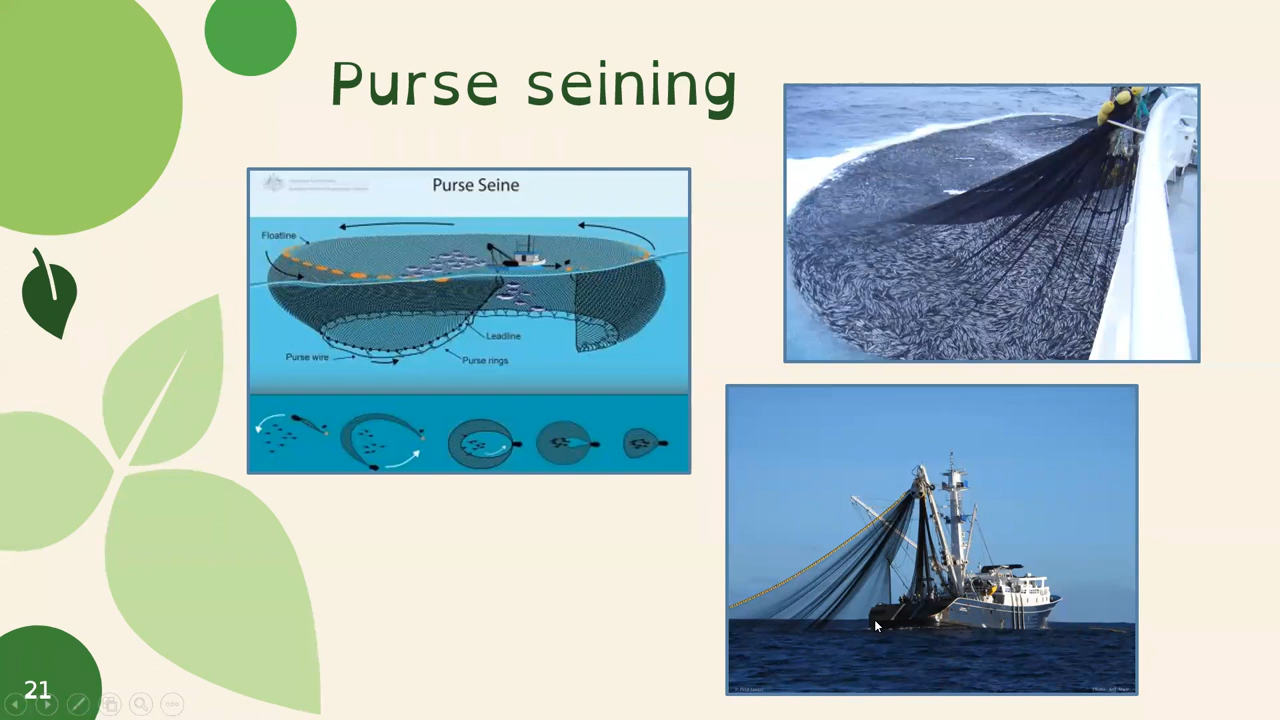 Purse seining
Purse Seine
Floatline
Leadline
Purse wire
Purse rings
21